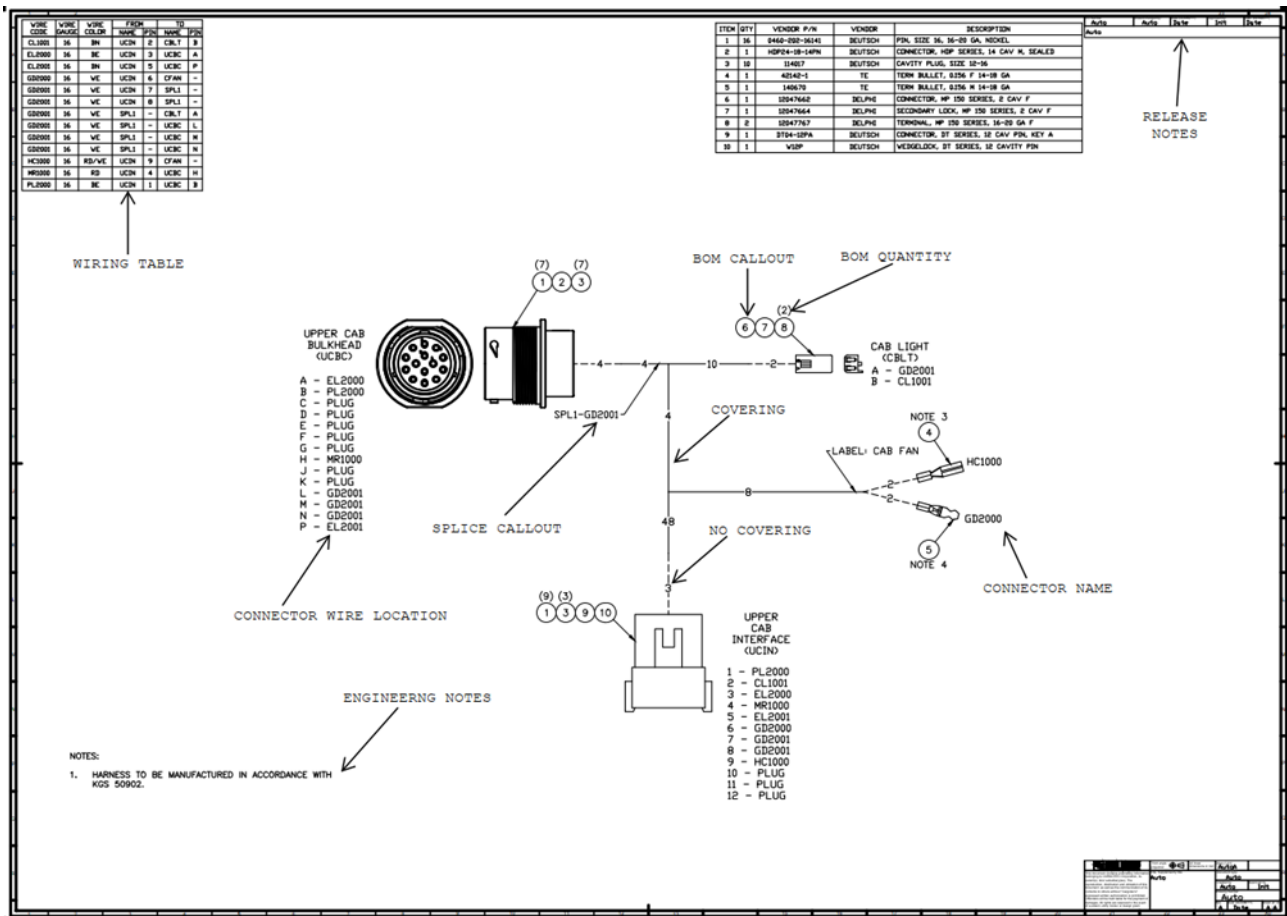 WIRE CODE WIRE GAUGE WIRE COLOR FROM NAME PIN TO NAME PIN
CL1001 16 BN UCIN 2 CBLT B
EL2000 16 BE UCIN 3 UCBC A
EL2001 16 BN UCIN 5 UCBC P
GD2000 16 WE UCIN 6 CFAN -
GD2001 16 WE UCIN 7 SPL1 -
GD2001 16 WE UCIN 8 SPL1 -
GD2001 16 WE SPL1 - CBLT A
GD2001 16 WE SPL1 - UCBC L
GD2001 16 WE SPL1 - UCBC M
GD2001 16 WE SPL1 - UCBC N
HC1000 16 RD/WE UCIN 9 CFAN -
MR1000 16 RD UCIN 4 UCBC H
PL2000 16 BE UCIN 1 UCBC B
WIRING TABLE
ITEM QTY VENDOR P/N VENDOR DESCRIPTION
1 16 0460-202-16141 DEUTSCH PIN, SIZE 16, 16-20 GA, NICKEL
2 1 HDP24-18-14PN DEUTSCH CONNECTOR, HDP SERIES, 14 CAV M, SEALED
3 10 114017 DEUTSCH CAVITY PLUG, SIZE 12-16
4 1 42142-1 TE TERM BULLET, 0.156 F 14-18 GA
5 1 140670 TE TERM BULLET, 0.156 M 14-18 GA
6 1 12047662 DELPHI CONNECTOR, MP 150 SERIES, 2 CAV F
7 1 12047664 DELPHI SECONDARY LOCK, MP 150 SERIES, 2 CAV F
8 2 12047767 DELPHI TERMINAL, MP 150 SERIES, 16-20 GA F
9 1 DT04-12PA DEUTSCH CONNECTOR, DT SERIES, 12 CAV PIN, KEY A
10 1 W12P DEUTSCH WEDGELOCK, DT SERIES, 12 CAVITY PIN
Auto Auto Date Init Date
Auto
RELEASE
NOTES
BOM CALLOUT
BOM QUANTITY
(7) (7)
1 2 3
(2)
6 7 8
UPPER CAB
BULKHEAD
(UCBC)
A - EL2000
B - PL2000
C - PLUG
D - PLUG
E - PLUG
F - PLUG
G - PLUG
H - MR1000
J - PLUG
K - PLUG
L - GD2001
M - GD2001
N - GD2001
P - EL2001
4 4 10 2
CAB LIGHT
(CBLT)
A - GD2001
B - CL1001
SPL1-GD2001
4
COVERING
NOTE 3
4
LABEL: CAB FAN
HC1000
2
8
2
GD2000
5
NOTE 4
SPLICE CALLOUT
48
NO COVERING
CONNECTOR NAME
3
CONNECTOR WIRE LOCATION
(9) (3)
1 3 9 10
UPPER
CAB
INTERFACE
(UCIN)
1 - PL2000
2 - CL1001
3 - EL2000
4 - MR1000
5 - EL2001
6 - GD2000
7 - GD2001
8 - GD2001
9 - HC1000
10 - PLUG
11 - PLUG
12 - PLUG
ENGINEERNG NOTES
NOTES:
1. HARNESS TO BE MANUFACTURED IN ACCORDANCE WITH
KGS 50902.
AutoA
Auto
Auto
Auto Init
Auto